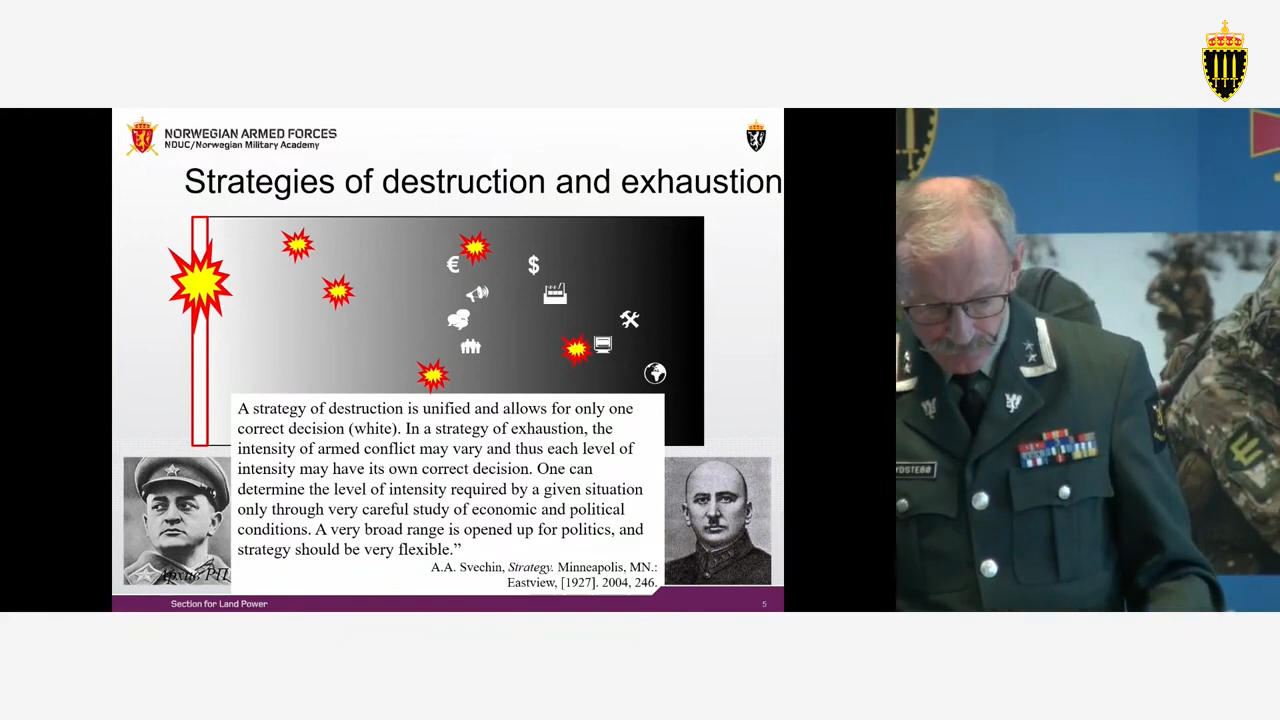 NORWEGIAN ARMED FORCES
NDUC/Norwegian Military Academy
Strategies of destruction and exhaustion
€
$
A strategy of destruction is unified and allows for only one
correct decision (white). In a strategy of exhaustion, the
intensity of armed conflict may vary and thus each level of
intensity may have its own correct decision. One can
determine the level of intensity required by a given situation
only through very careful study of economic and political
conditions. A very broad range is opened up for politics, and
strategy should be very flexible.”
A.A. Svechin, Strategy. Minneapolis, MN.:
Eastview, [1927]. 2004, 246.
Архив РП
Section for Land Power
5